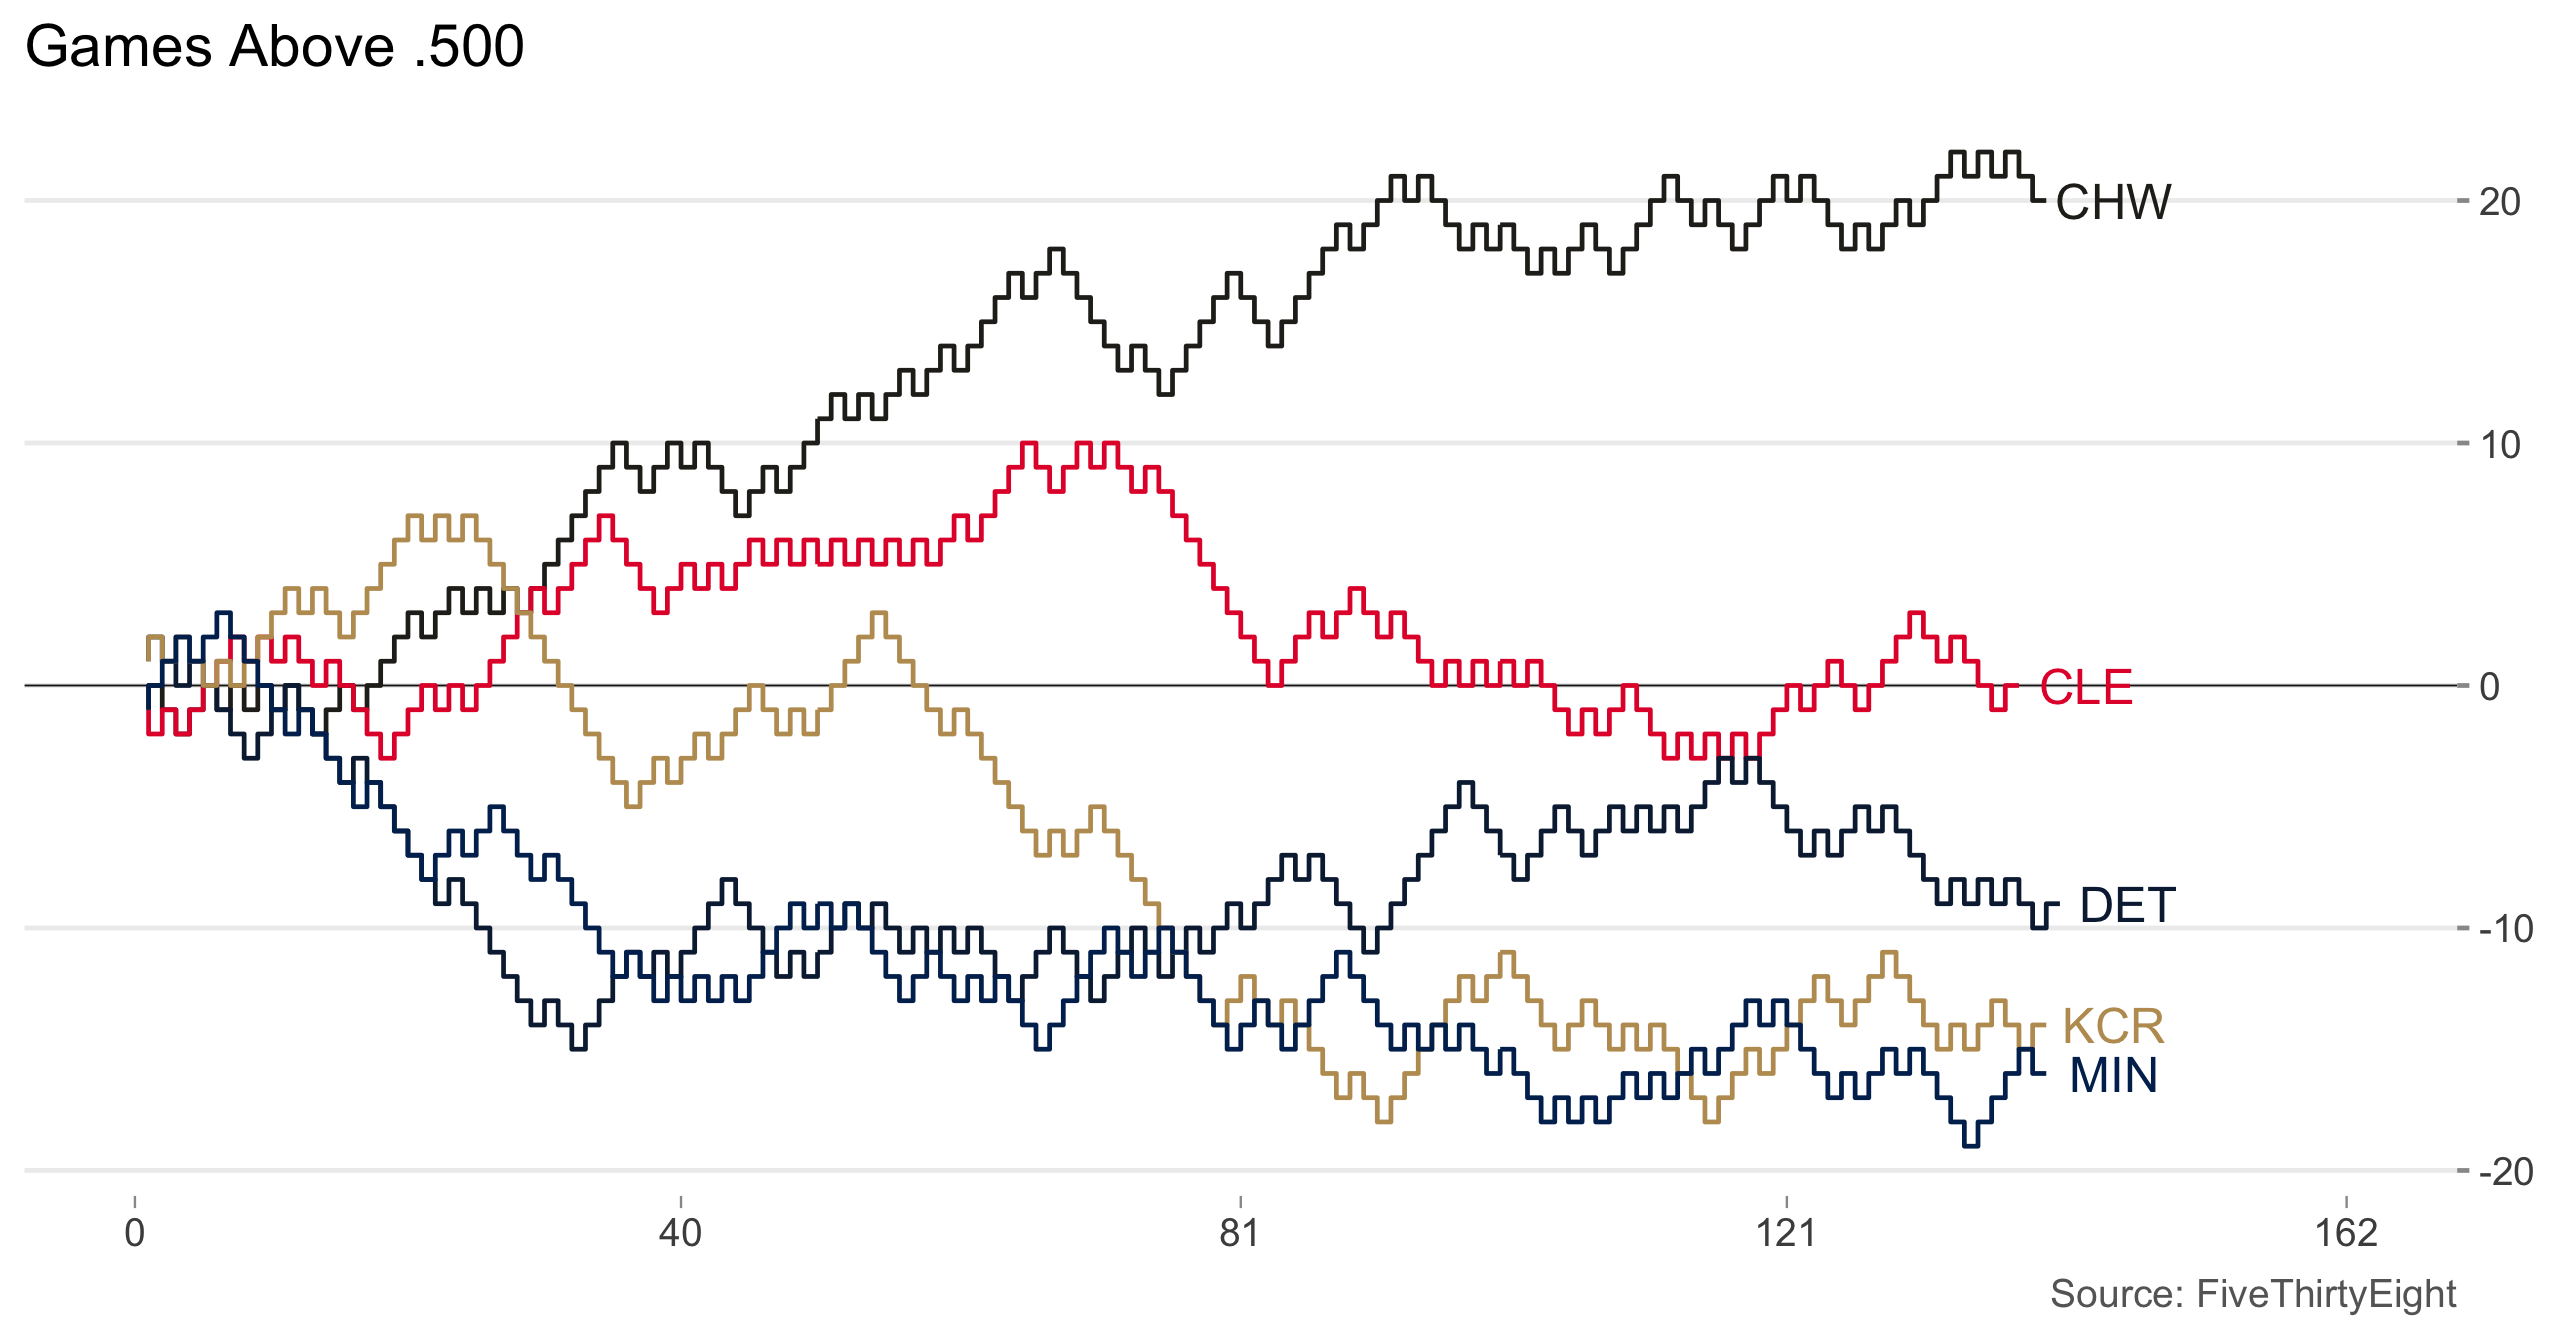 Games Above .500
CHW
20
10
CLE
0
DET
-10
KCR
MIN
-20
0 40 81 121 162
Source: FiveThirtyEight